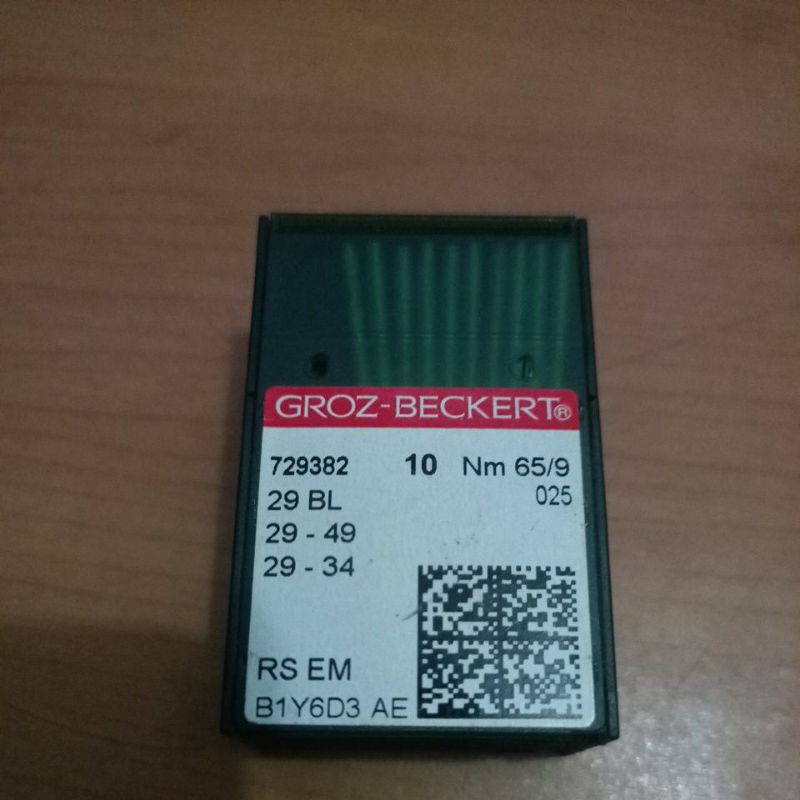 GROZ-BECKERT®
729382 10 Nm 65/9
29 BL 025
29 - 49
29 - 34
RS EM
B1Y6D3 AE